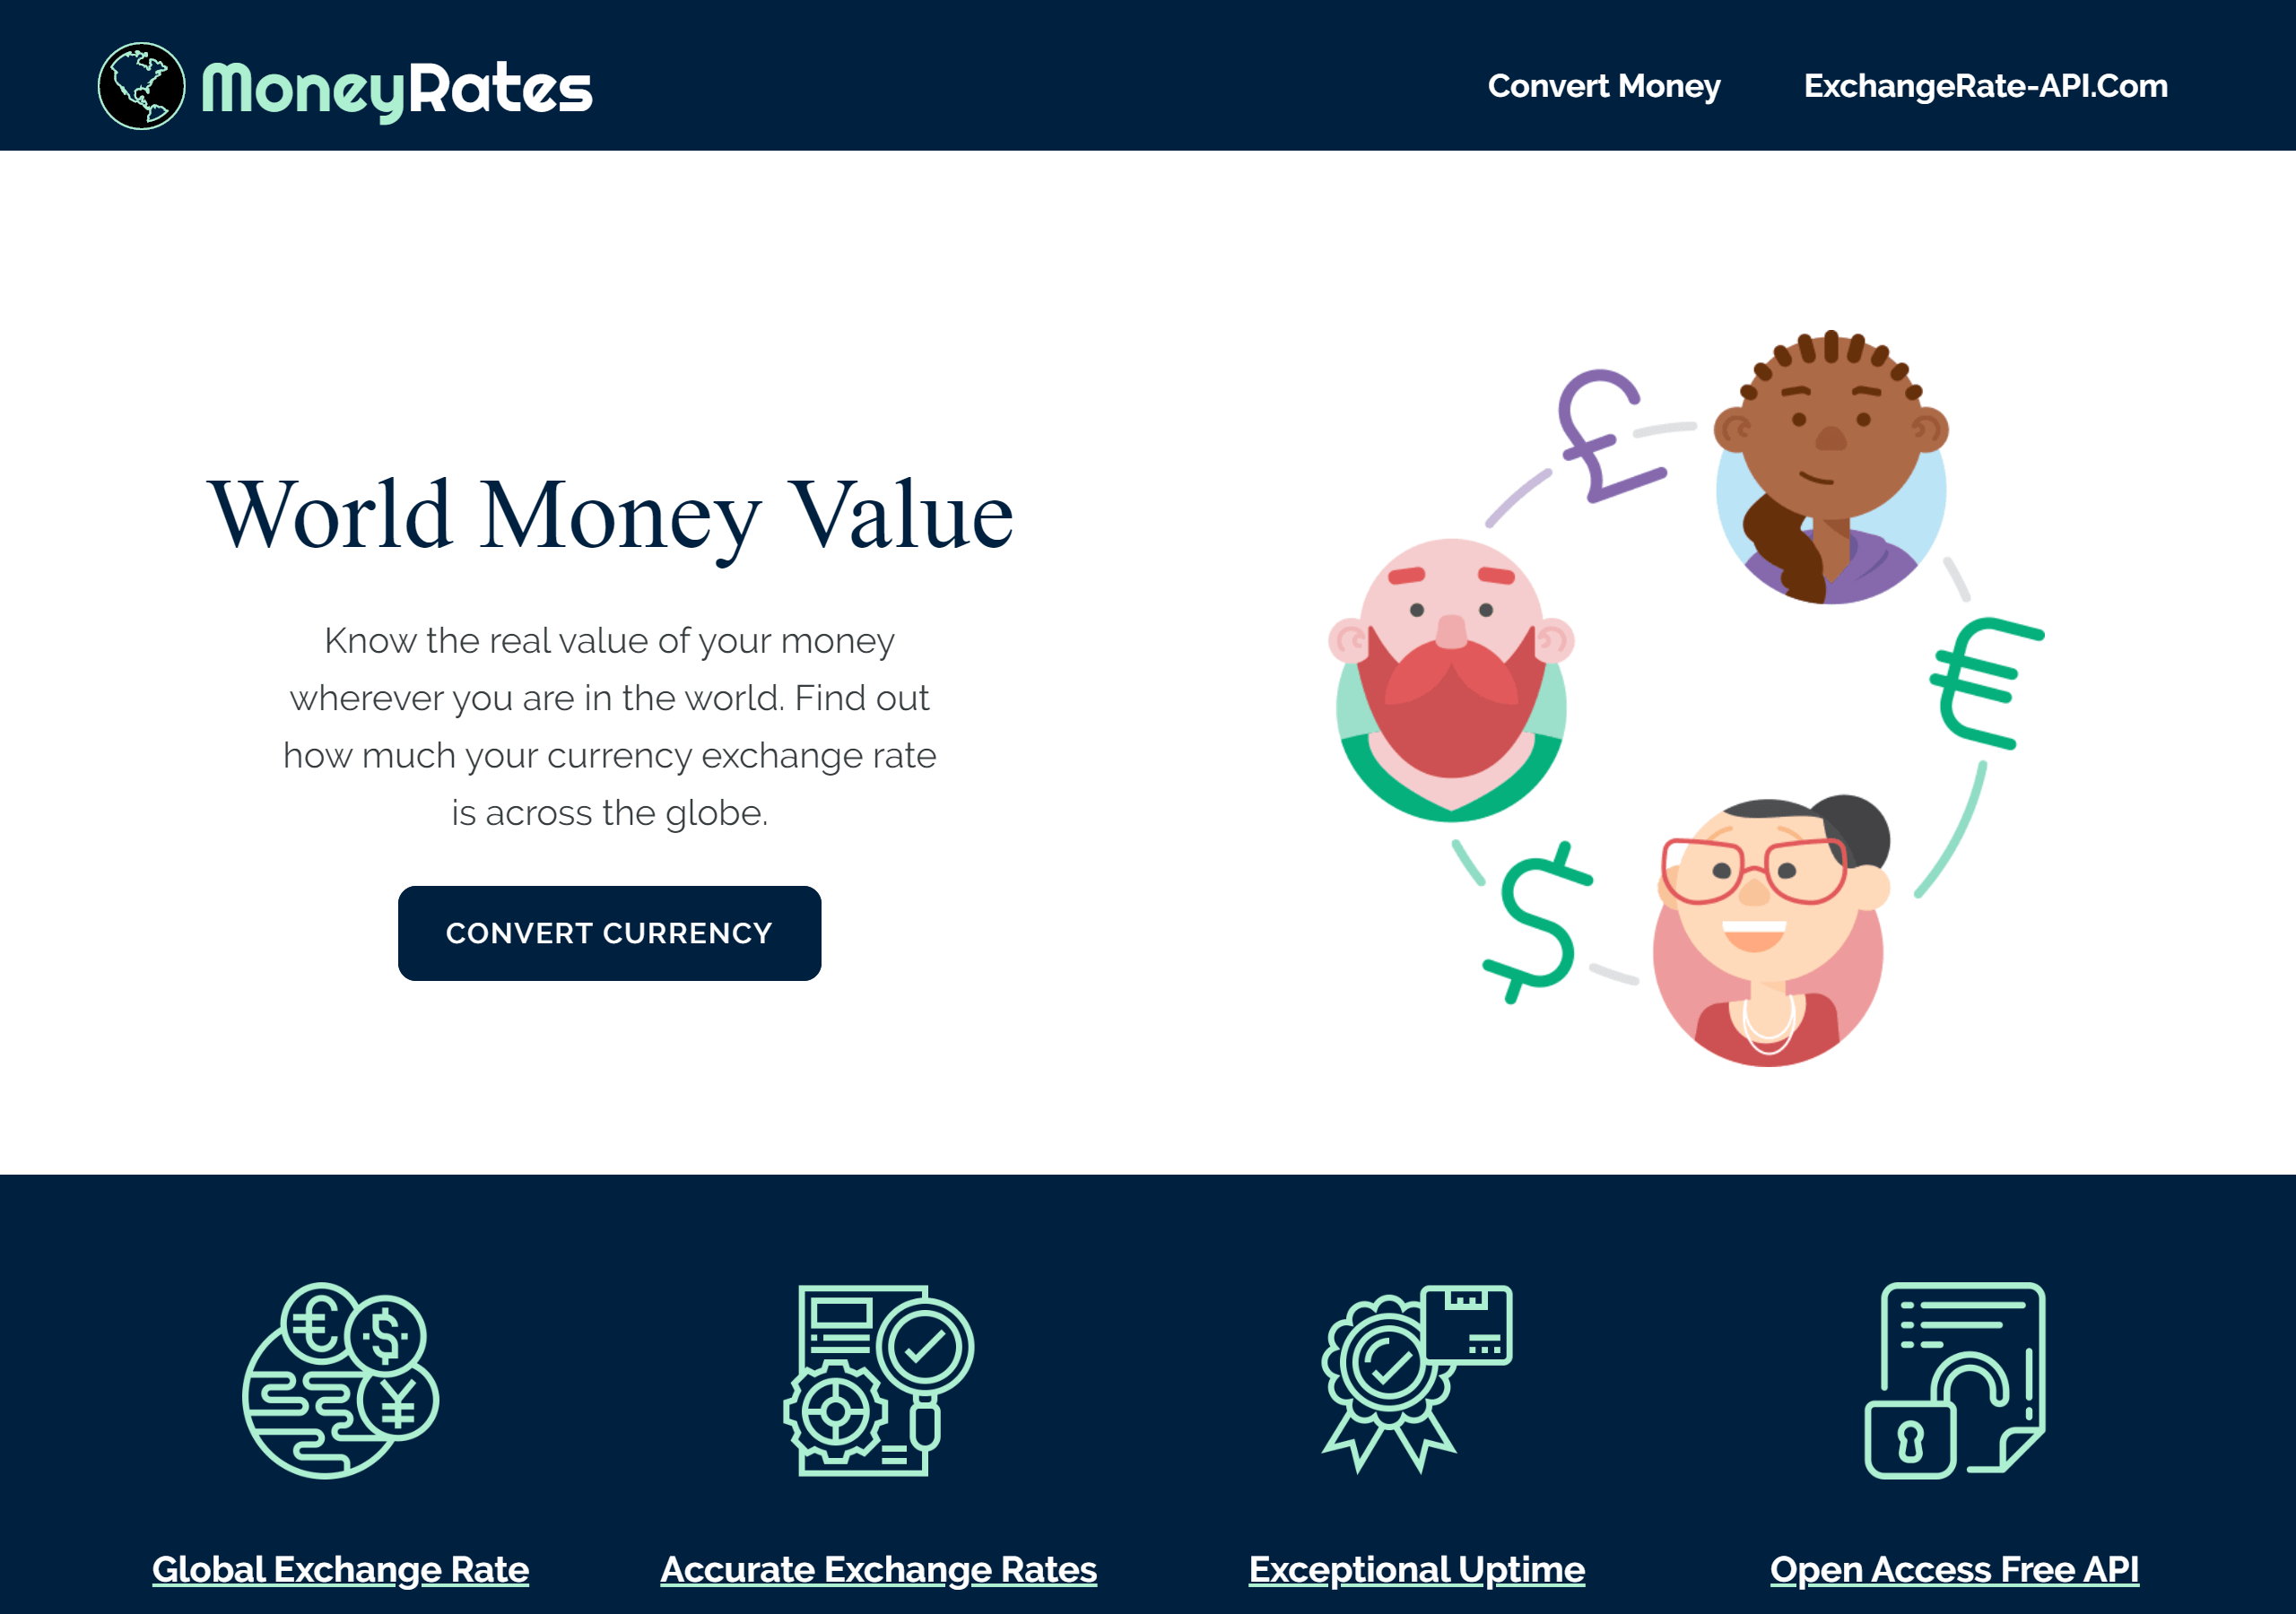 MoneyRates
Convert Money
ExchangeRate-API.Com
World Money Value
Know the real value of your money
wherever you are in the world. Find out
how much your currency exchange rate
is across the globe.
CONVERT CURRENCY
£
€
$
€
$
¥
Global Exchange Rate
Accurate Exchange Rates
Exceptional Uptime
Open Access Free API